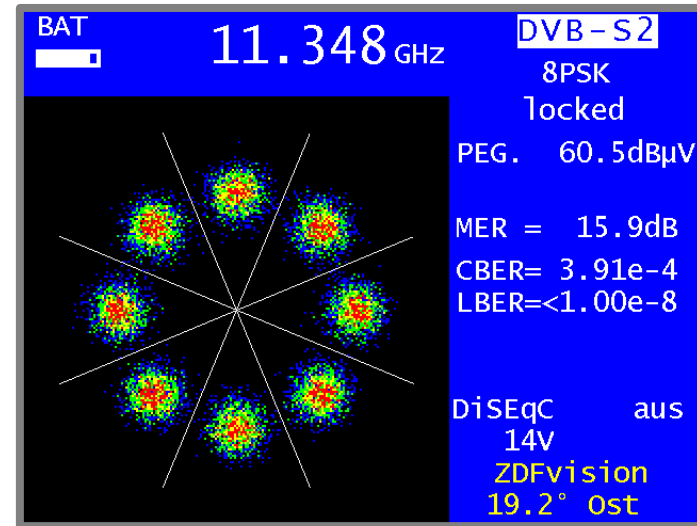 BAT
11.348 GHz
DVB-S2
8PSK
locked
PEG. 60.5dBµV
MER = 15.9dB
CBER= 3.91e-4
LBER=<1.00e-8
DiSEqC aus
14V
ZDFvision
19.2° Ost